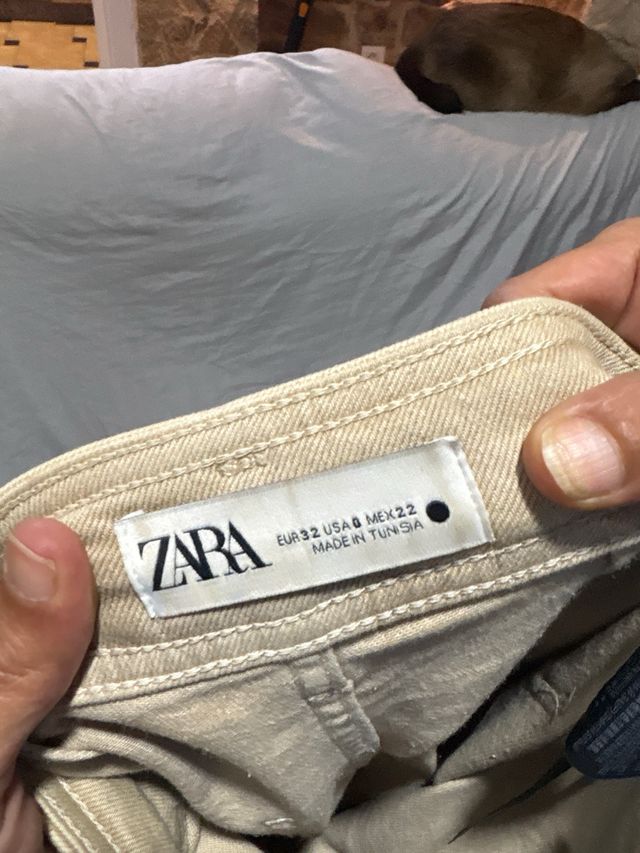 ZARA
EUR 32 USA 0 MEX 22
MADE IN TUNISIA